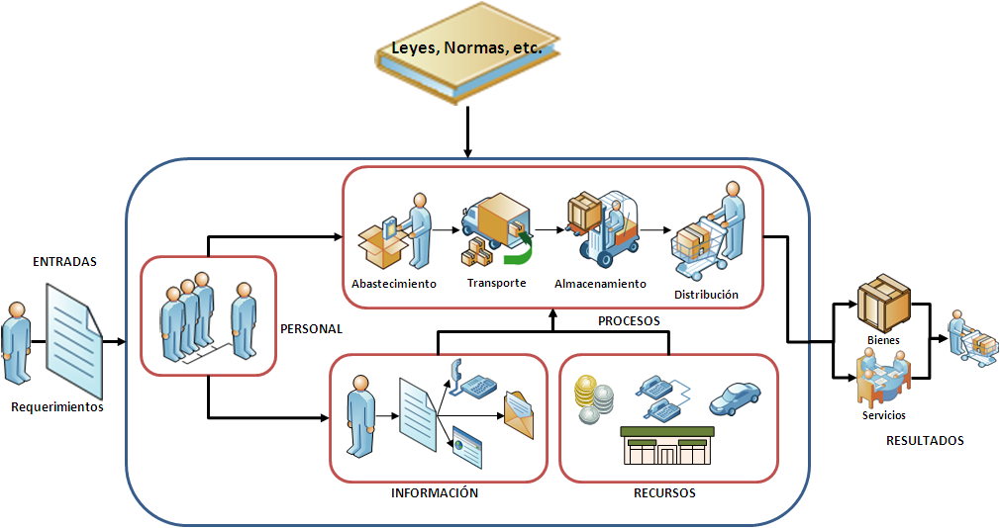 Leyes, Normas, etc.
ENTRADAS
Requerimientos
PERSONAL
Abastecimiento
Transporte
Almacenamiento
Distribución
PROCESOS
INFORMACIÓN
RECURSOS
Bienes
Servicios
RESULTADOS